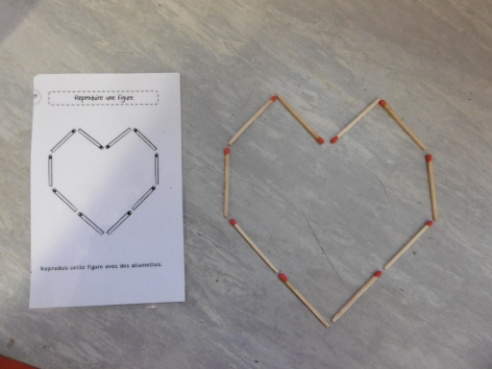 Reproduire une figure
Reproduis cette figure avec des allumettes.